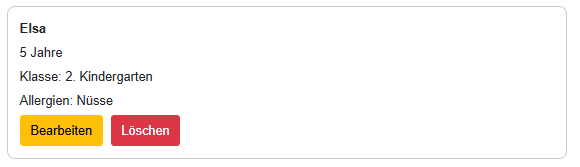 Elsa
5 Jahre
Klasse: 2. Kindergarten
Allergien: Nüsse
Bearbeiten Löschen